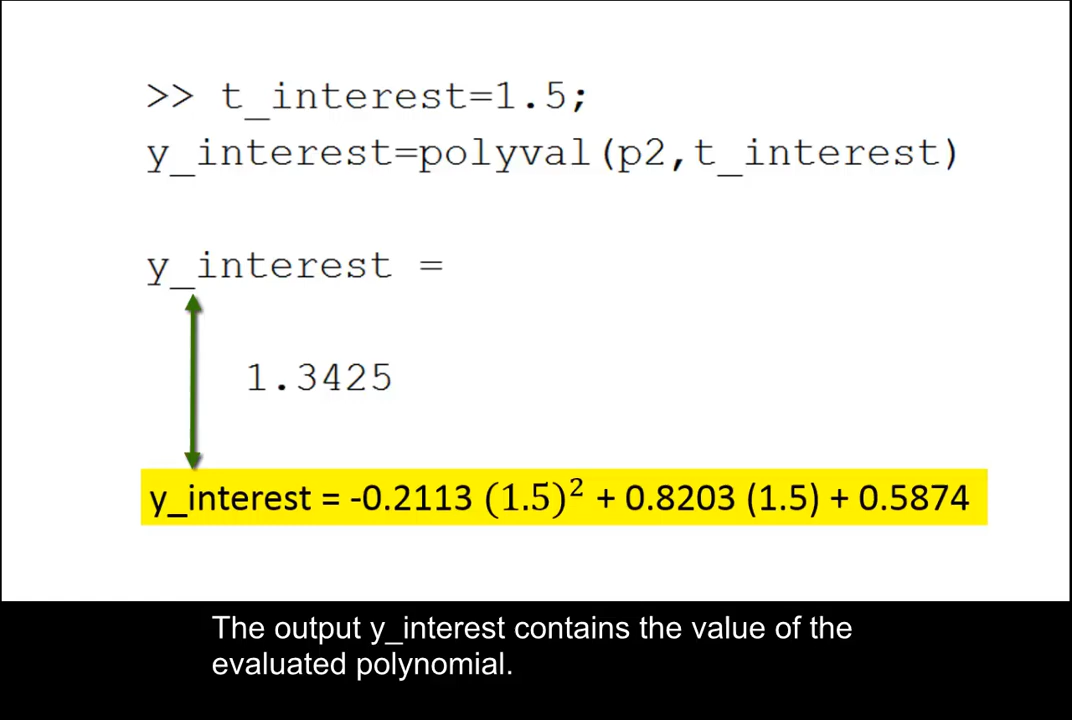 >> t_interest=1.5;
y_interest=polyval(p2,t_interest)
y_interest =
1.3425
y_interest = -0.2113 (1.5)² + 0.8203 (1.5) + 0.5874
The output y_interest contains the value of the
evaluated polynomial.